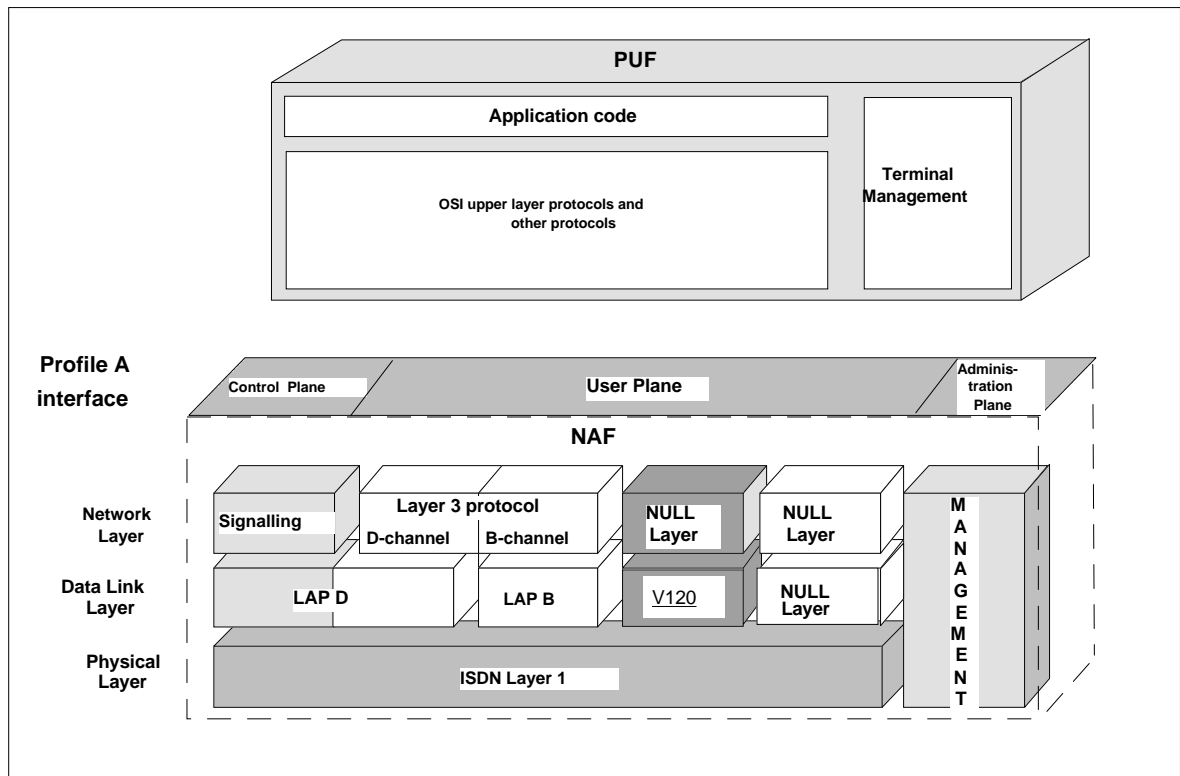 PUF
Application code
OSI upper layer protocols and
other protocols
Terminal
Management
Profile A
interface
Control Plane
User Plane
Adminis-
tration
Plane
NAF
Network
Layer
Signalling
Layer 3 protocol
D-channel
B-channel
NULL
Layer
NULL
Layer
Data Link
Layer
LAP D
LAP B
V120
NULL
Layer
Physical
Layer
ISDN Layer 1
M
A
N
A
G
E
M
E
N
T